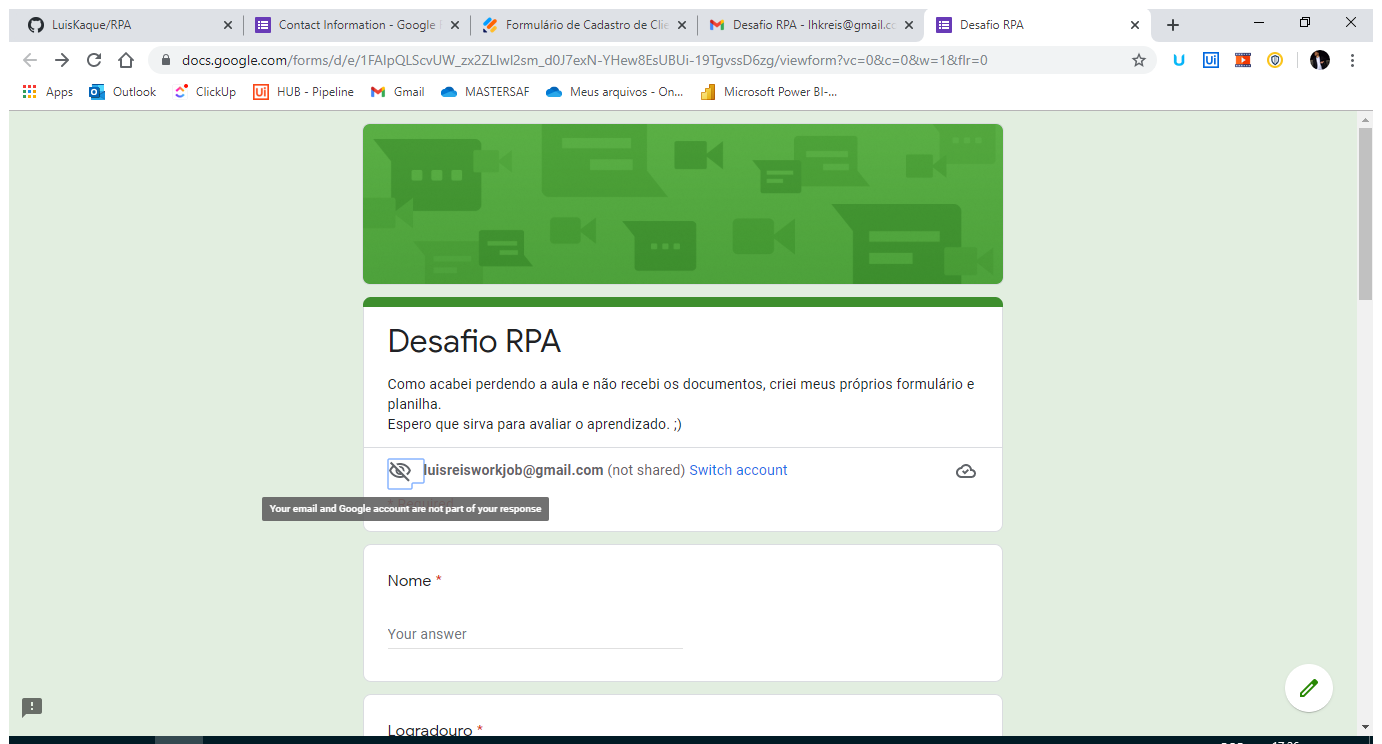 LuisKaque/RPA
Contact Information - Google
Formulário de Cadastro de Clie
Desafio RPA - lhkreis@gmail.cc
Desafio RPA
docs.google.com/forms/d/e/1FAIpQLScvUW_zx2ZLlwl2sm_d0J7exN-YHew8EsUBUi-19TgvssD6zg/viewform?vc=0&c=0&w=1&flr=0
Apps
Outlook
ClickUp
HUB - Pipeline
Gmail
MASTERSAF
Meus arquivos - On...
Microsoft Power BI-...
Desafio RPA
Como acabei perdendo a aula e não recebi os documentos, criei meus próprios formulário e
planilha.
Espero que sirva para avaliar o aprendizado. ;)
luisreisworkjob@gmail.com (not shared) Switch account
* Required
Your email and Google account are not part of your response
Nome *
Your answer
Logradouro *